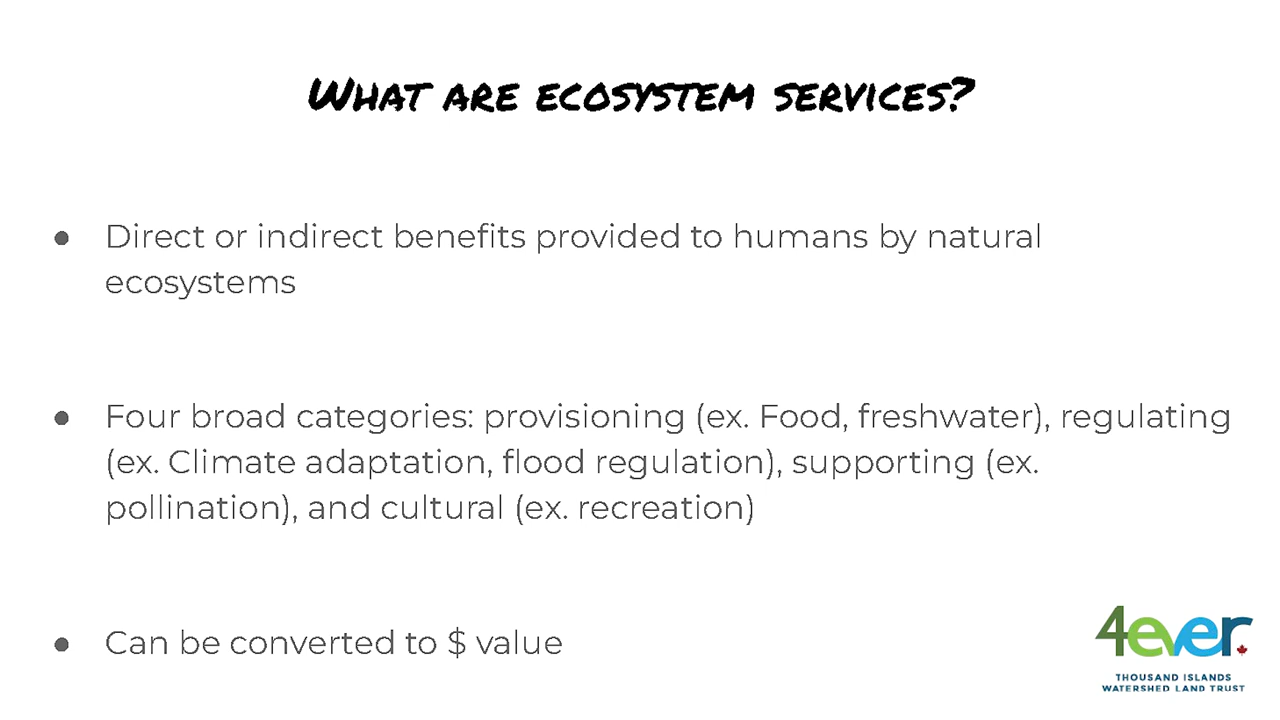 WHAT ARE ECOSYSTEM SERVICES?
● Direct or indirect benefits provided to humans by natural
ecosystems
● Four broad categories: provisioning (ex. Food, freshwater), regulating
(ex. Climate adaptation, flood regulation), supporting (ex.
pollination), and cultural (ex. recreation)
● Can be converted to $ value
4ever.
THOUSAND ISLANDS
WATERSHED LAND TRUST